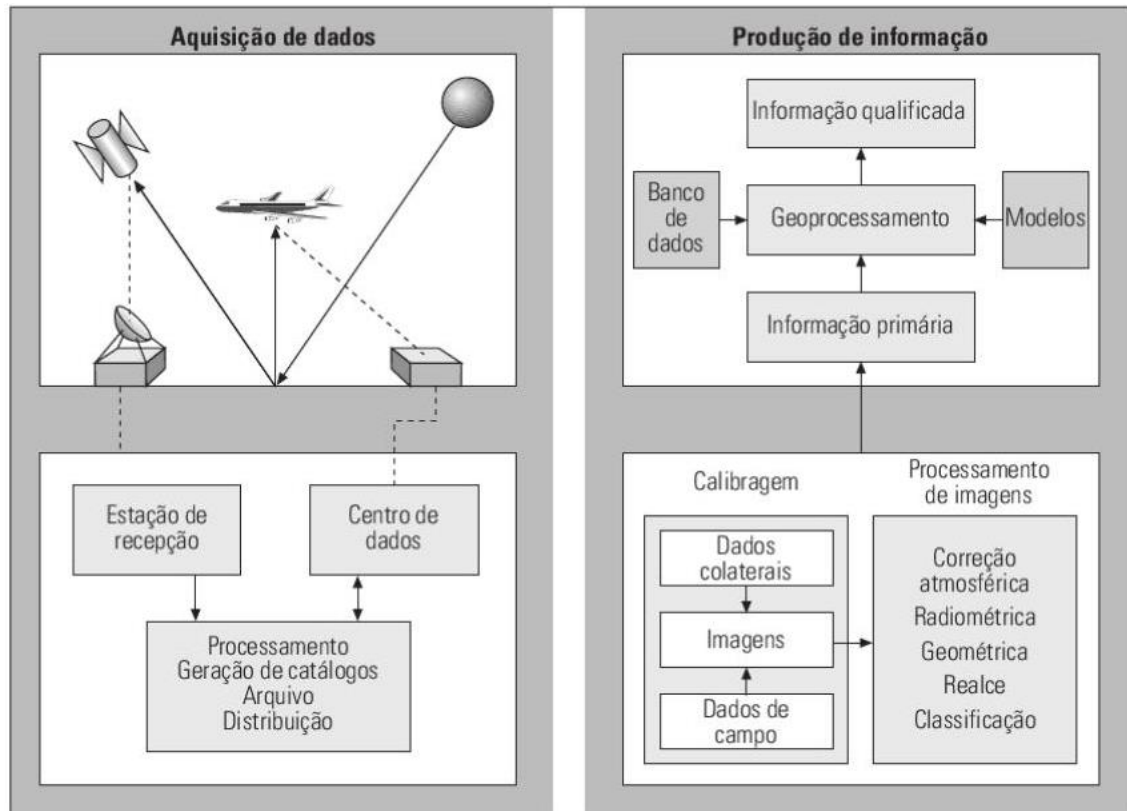 Aquisição de dados
Estação de
recepção
Centro de
dados
Processamento
Geração de catálogos
Arquivo
Distribuição
Produção de informação
Informação qualificada
Banco
de
dados
Geoprocessamento
Modelos
Informação primária
Calibragem
Processamento
de imagens
Dados
colaterais
Imagens
Dados de
campo
Correção
atmosférica
Radiométrica
Geométrica
Realce
Classificação